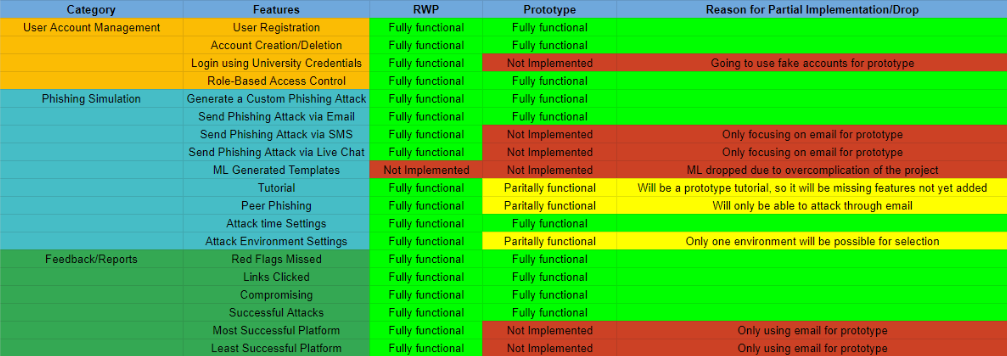 Category Features RWP Prototype Reason for Partial Implementation/Drop
User Account Management User Registration Fully functional Fully functional
Account Creation/Deletion Fully functional Fully functional
Login using University Credentials Fully functional Not Implemented Going to use fake accounts for prototype
Role-Based Access Control Fully functional Fully functional
Phishing Simulation Generate a Custom Phishing Attack Fully functional Fully functional
Send Phishing Attack via Email Fully functional Fully functional
Send Phishing Attack via SMS Fully functional Not Implemented Only focusing on email for prototype
Send Phishing Attack via Live Chat Fully functional Not Implemented Only focusing on email for prototype
ML Generated Templates Not Implemented Not Implemented ML dropped due to overcomplication of the project
Tutorial Fully functional Paritally functional Will be a prototype tutorial, so it will be missing features not yet added
Peer Phishing Fully functional Paritally functional Will only be able to attack through email
Attack time Settings Fully functional Fully functional
Attack Environment Settings Fully functional Paritally functional Only one environment will be possible for selection
Feedback/Reports Red Flags Missed Fully functional Fully functional
Links Clicked Fully functional Fully functional
Compromising Fully functional Fully functional
Successful Attacks Fully functional Fully functional
Most Successful Platform Fully functional Not Implemented Only using email for prototype
Least Successful Platform Fully functional Not Implemented Only using email for prototype